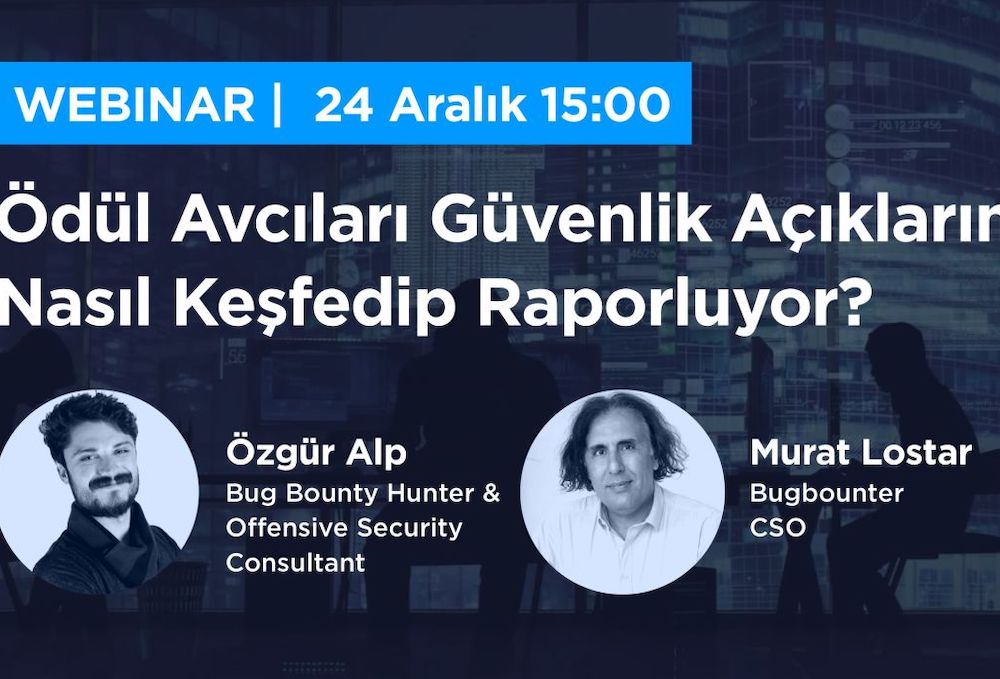 WEBINAR | 24 Aralık 15:00
Ödül Avcıları Güvenlik Açıkların
Nasıl Keşfedip Raporluyor?
Özgür Alp
Bug Bounty Hunter &
Offensive Security
Consultant
Murat Lostar
Bugbounter
CSO